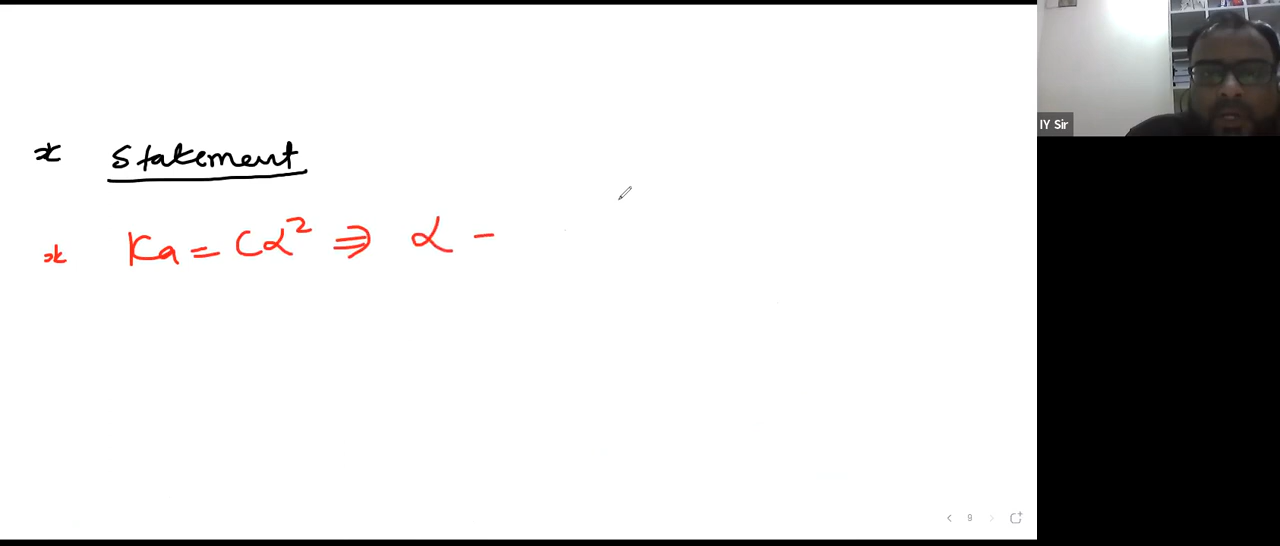 * Statement
* Ka = Cα² ⇒ α -
IY Sir
9